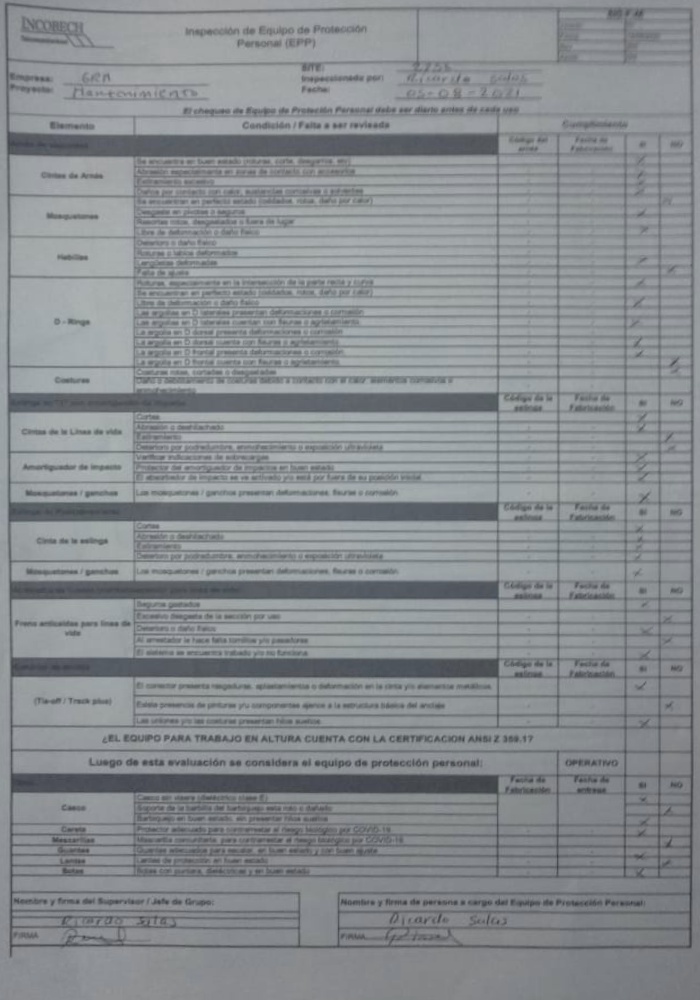 INCOBECH
Inspección de Equipo de Protección
Personal (EPP)
Empresa: GRM
Inspeccionado por: Ricardo Salas
Proyecto: Mantenimiento
Fecha: 05-08-2021
El chequeo de Equipo de Protección Personal debe ser diario antes de cada uso
Elemento Condición / Falta a ser revisada Cumplimiento
Código del arnés Fecha de Fabricación SI NO
Cintas de Arnés
Se encuentra en buen estado (roturas, corte, desgarros, etc)
Abrasión especialmente en zonas de contacto con accesorios
Estiramiento excesivo
Daños por contacto con calor, sustancias corrosivas o solventes
Mosquetones
Se encuentran en perfecto estado (soldados, rotos, daño por calor)
Desgaste en pivotes o seguros
Resortes rotos, desgastados o fuera de lugar
Libre de deformación o daño físico
Hebillas
Deterioro o daño físico
Roturas o lados deformados
Lengüetas deformadas
Falta de ajuste
D - Rings
Roturas, especialmente en la intersección de la parte recta y curva
Se encuentran en perfecto estado (soldados, rotos, daño por calor)
Libre de deformación o daño físico
Las argollas en D laterales presentan deformaciones o corrosión
Las argollas en D laterales cuentan con fisuras o agrietamiento
La argolla en D dorsal presenta deformaciones o corrosión
La argolla en D dorsal cuenta con fisuras o agrietamiento
La argolla en D frontal presenta deformaciones o corrosión
La argolla en D frontal cuenta con fisuras o agrietamiento
Costuras
Costuras rotas, cortadas o desgastadas
Daño o debilitamiento de costuras debido a contacto con el calor, elementos corrosivos o
enmohecimiento
Código de la eslinga Fecha de Fabricación SI NO
Cintas de la Línea de vida
Cortes
Abrasión o deshilachado
Estiramiento
Deterioro por podredumbre, enmohecimiento o exposición ultravioleta
Amortiguador de impacto
Verificar indicaciones de sobrecargas
Protector del amortiguador de impactos en buen estado
El absorbedor de impacto se ve activado y/o está por fuera de su posición inicial
Mosquetones / ganchos
Los mosquetones / ganchos presentan deformaciones, fisuras o corrosión.
Código de la eslinga Fecha de Fabricación SI NO
Cinta de la eslinga
Cortes
Abrasión o deshilachado
Estiramiento
Deterioro por podredumbre, enmohecimiento o exposición ultravioleta
Mosquetones / ganchos
Los mosquetones / ganchos presentan deformaciones, fisuras o corrosión.
Código de la eslinga Fecha de Fabricación SI NO
Freno anticaídas para línea de vida
Seguros gastados
Excesivo desgaste de la sección por uso
Deterioro o daño físico
Al arrestador le hace falta tornillos y/o pasadores
El sistema se encuentra trabado y/o no funciona
Código de la eslinga Fecha de Fabricación SI NO
(Tie-off / Track plus)
El conector presenta rasgaduras, aplastamientos o deformación en la cinta y/o elementos metálicos.
Existe presencia de pinturas y/u componentes ajenos a la estructura básica del anclaje
Las uniones y/o las costuras presentan hilos sueltos.
¿EL EQUIPO PARA TRABAJO EN ALTURA CUENTA CON LA CERTIFICACION ANSI Z 359.1?
Luego de esta evaluación se considera el equipo de protección personal: OPERATIVO
Fecha de Fabricación Fecha de entrega SI NO
Casco
Casco sin visera (dieléctrico clase E)
Soporte de la barbilla del barbiquejo esta roto o dañado
Barbiquejo en buen estado, sin presentar hilos sueltos
Careta Protector adecuado para contrarrestar el riesgo biológico por COVID-19
Mascarillas Mascarilla comunitaria para contrarrestar el riesgo biológico por COVID-19
Guantes Guantes adecuados para escalar, en buen estado y con buen ajuste
Lentes Lentes de protección en buen estado
Botas Botas con puntera, dieléctricas y en buen estado
Nombre y firma del Supervisor / Jefe de Grupo: Nombre y firma de persona a cargo del Equipo de Protección Personal:
Ricardo Salas Ricardo Salas
FIRMA FIRMA